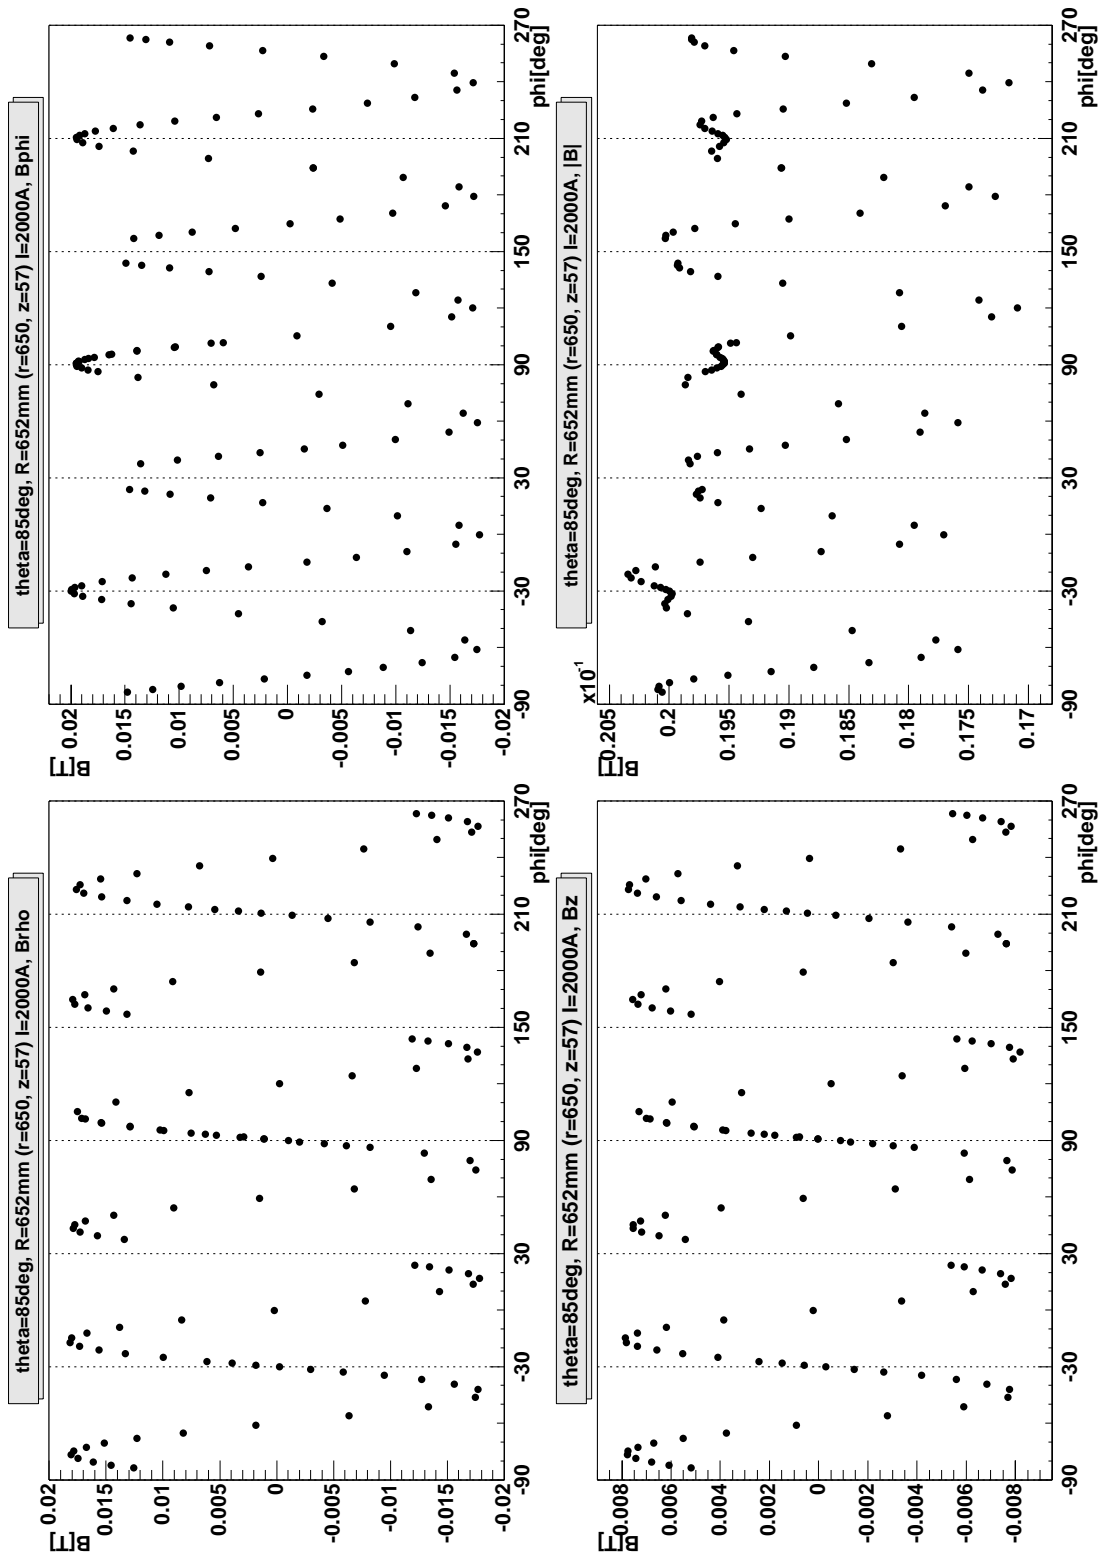 theta=85deg, R=652mm (r=650, z=57) I=2000A, Brho
B[T]
0.02
0.015
0.01
0.005
0
-0.005
-0.01
-0.015
-0.02
-90 -30 30 90 150 210 270
phi[deg]
theta=85deg, R=652mm (r=650, z=57) I=2000A, Bphi
B[T]
0.02
0.015
0.01
0.005
0
-0.005
-0.01
-0.015
-0.02
-90 -30 30 90 150 210 270
phi[deg]
theta=85deg, R=652mm (r=650, z=57) I=2000A, Bz
B[T]
0.008
0.006
0.004
0.002
0
-0.002
-0.004
-0.006
-0.008
-90 -30 30 90 150 210 270
phi[deg]
theta=85deg, R=652mm (r=650, z=57) I=2000A, |B|
x10-1
B[T]
0.205
0.2
0.195
0.19
0.185
0.18
0.175
0.17
-90 -30 30 90 150 210 270
phi[deg]